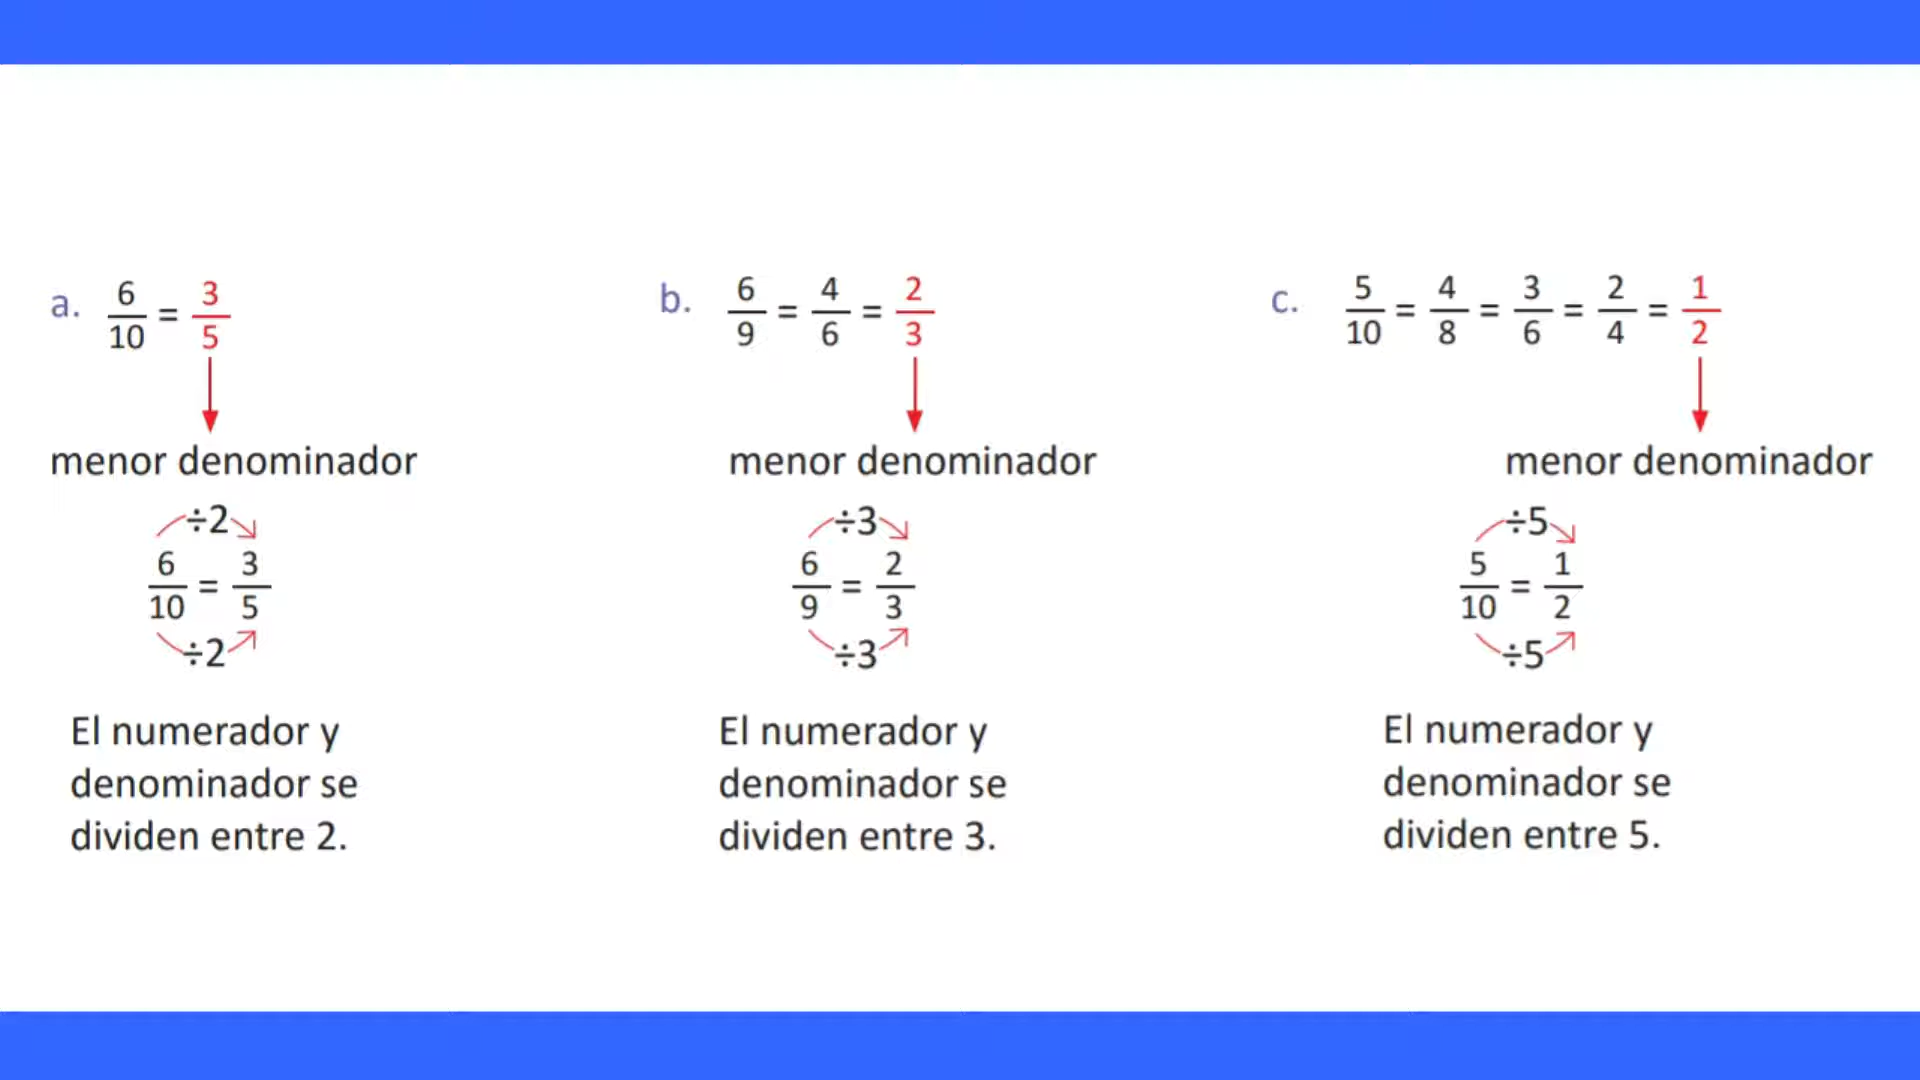 a. 6/10 = 3/5
menor denominador
÷2
6/10 = 3/5
÷2
El numerador y
denominador se
dividen entre 2.
b. 6/9 = 4/6 = 2/3
menor denominador
÷3
6/9 = 2/3
÷3
El numerador y
denominador se
dividen entre 3.
c. 5/10 = 4/8 = 3/6 = 2/4 = 1/2
menor denominador
÷5
5/10 = 1/2
÷5
El numerador y
denominador se
dividen entre 5.